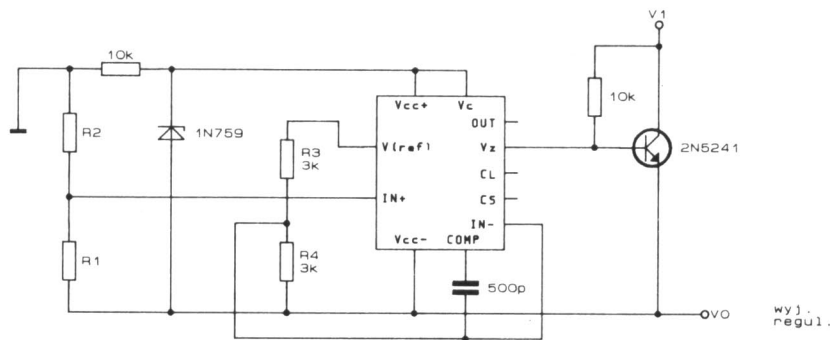 V1
10k
10k
Vcc+ Vc
OUT
R2
1N759
R3
3k
V(ref)
Vz
2N5241
CL
IN+
CS
IN-
R1
R4
3k
Vcc- COMP
500p
VO
wyj.
regul.